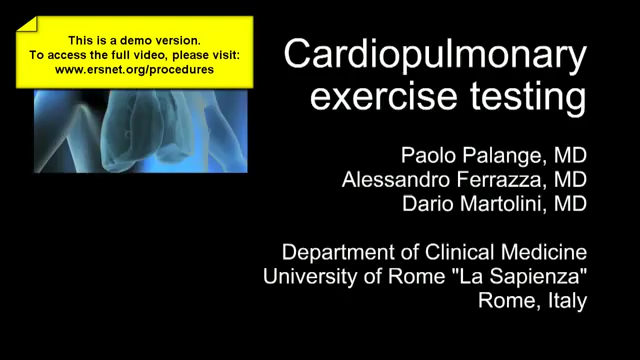 This is a demo version.
To access the full video, please visit:
www.ersnet.org/procedures
Cardiopulmonary
exercise testing
Paolo Palange, MD
Alessandro Ferrazza, MD
Dario Martolini, MD
Department of Clinical Medicine
University of Rome "La Sapienza"
Rome, Italy